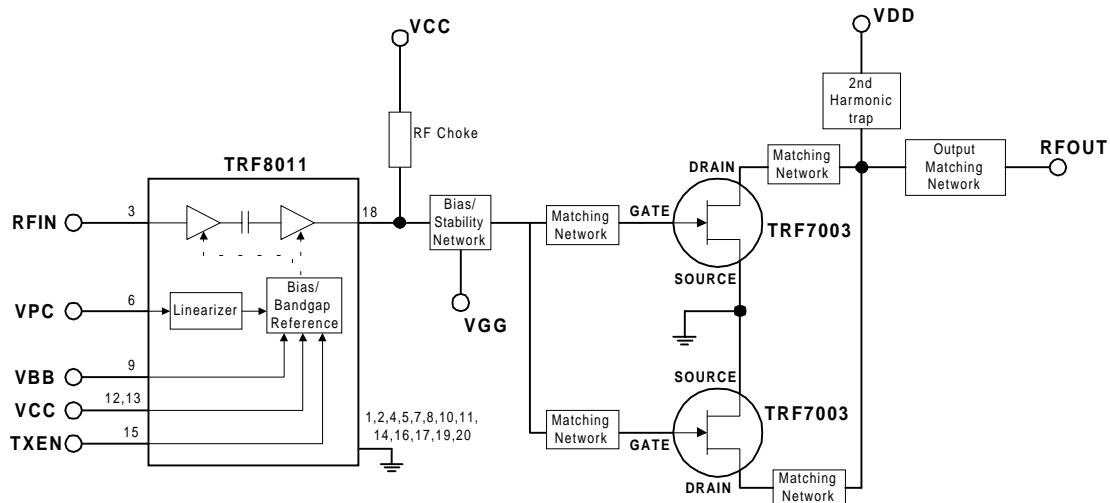 VCC
VDD
2nd
Harmonic
trap
RF Choke
TRF8011
RFIN
3
18
Bias/
Stability
Network
VGG
Matching
Network
GATE
DRAIN
SOURCE
TRF7003
Matching
Network
Output
Matching
Network
RFOUT
VPC
6
Linearizer
Bias/
Bandgap
Reference
VBB
9
VCC
12,13
TXEN
15
1,2,4,5,7,8,10,11,
14,16,17,19,20
SOURCE
TRF7003
Matching
Network
GATE
DRAIN
Matching
Network